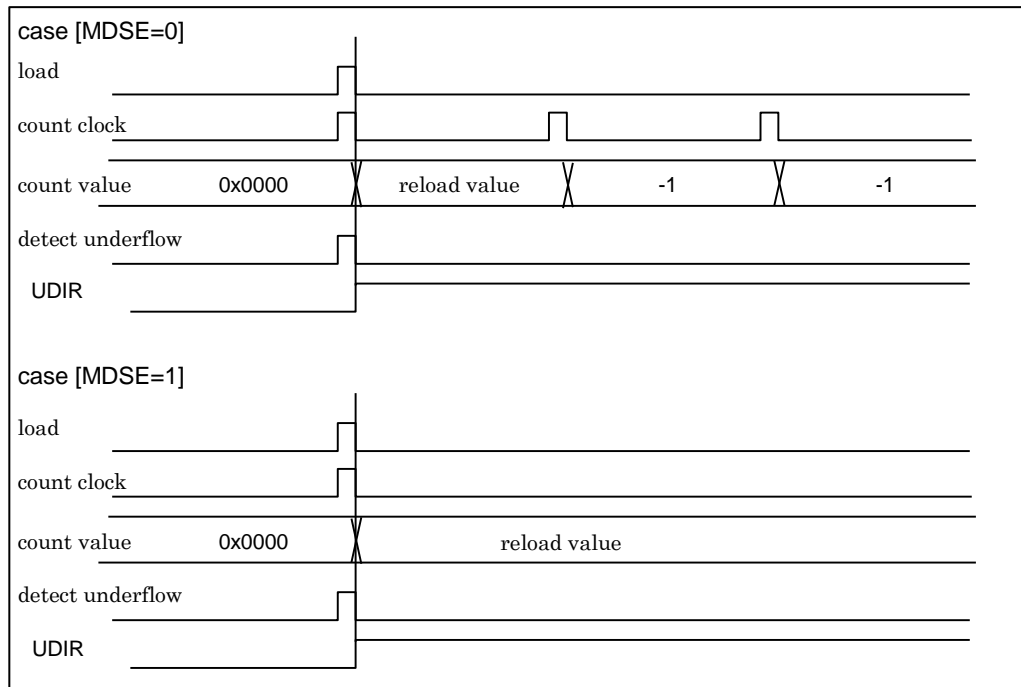 case [MDSE=0]
load
count clock
count value 0x0000 reload value -1 -1
detect underflow
UDIR
case [MDSE=1]
load
count clock
count value 0x0000 reload value
detect underflow
UDIR